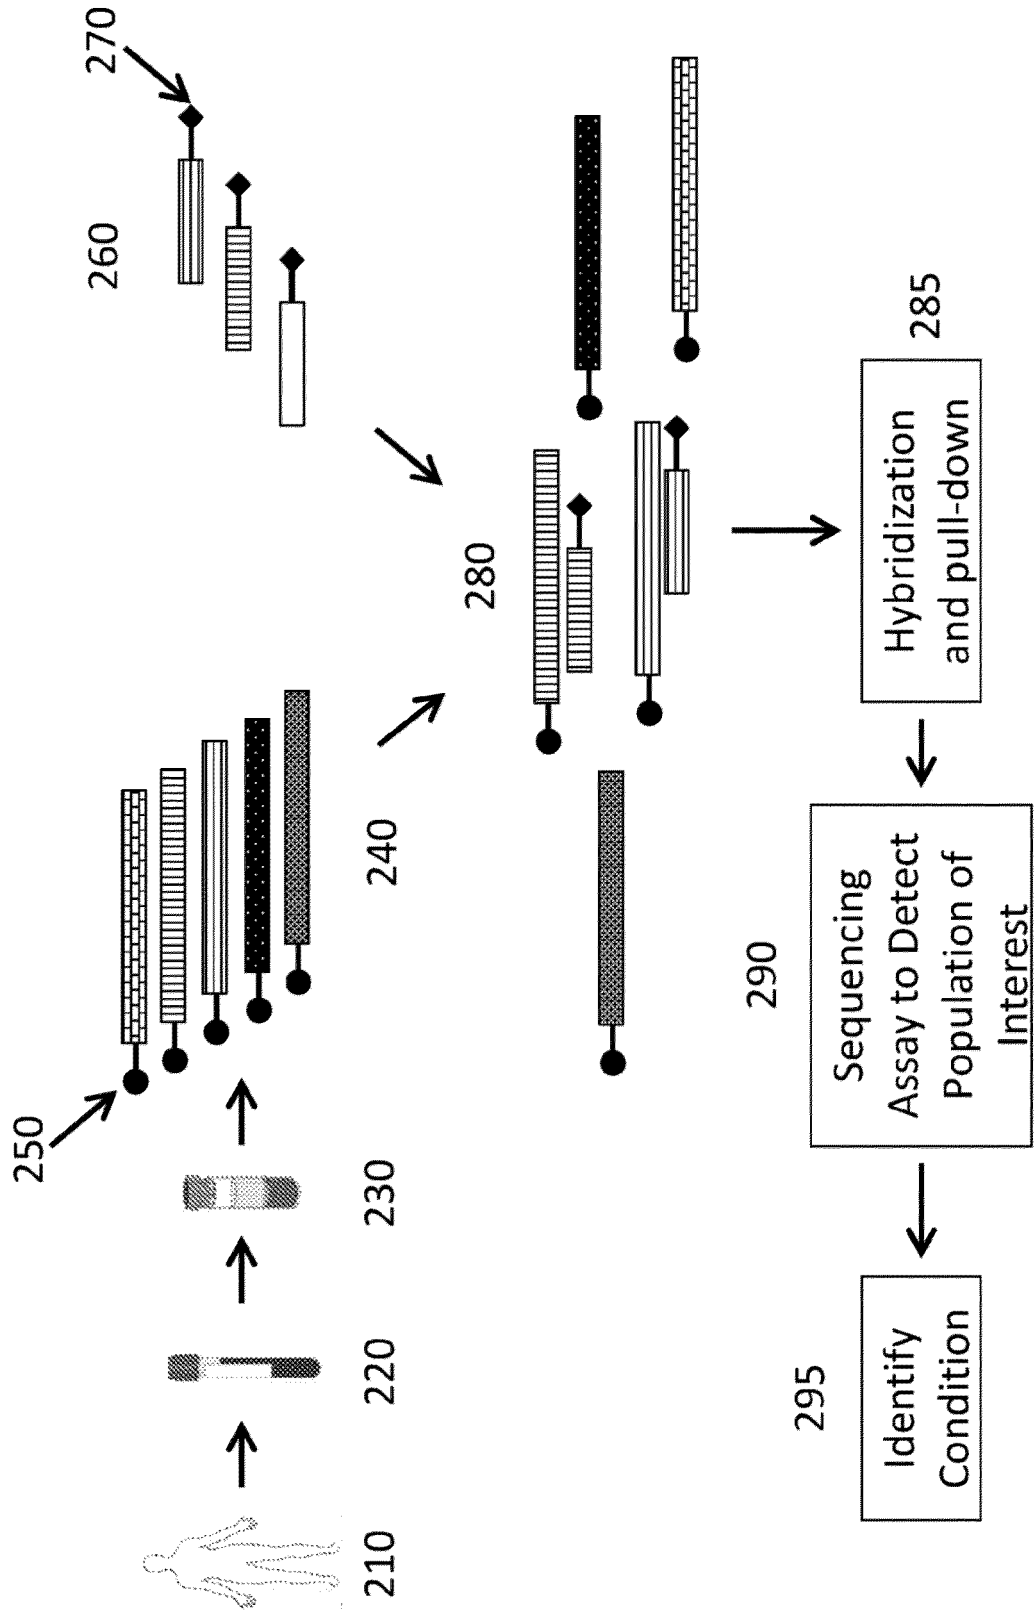 270
260
250
210
220
230
240
280
285
Hybridization
and pull-down
290
Sequencing
Assay to Detect
Population of
Interest
295
Identify
Condition